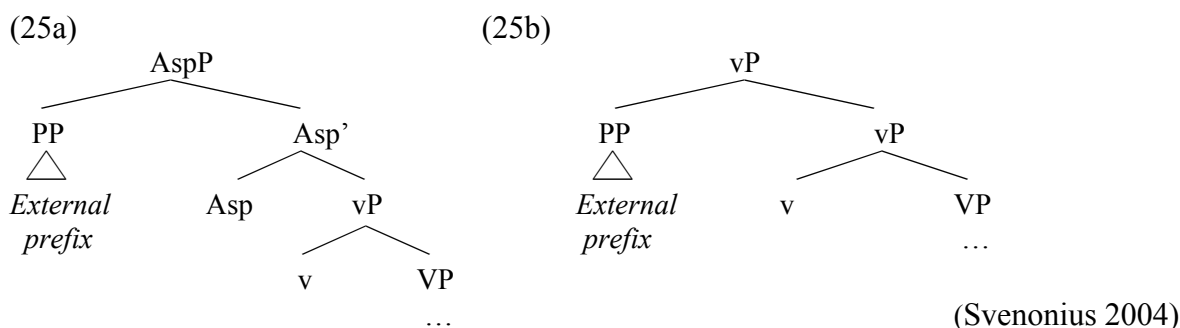 (25a) (25b)
AspP vP
PP Asp’ PP vP
External prefix Asp vP External prefix v VP
v VP …
…
(Svenonius 2004)